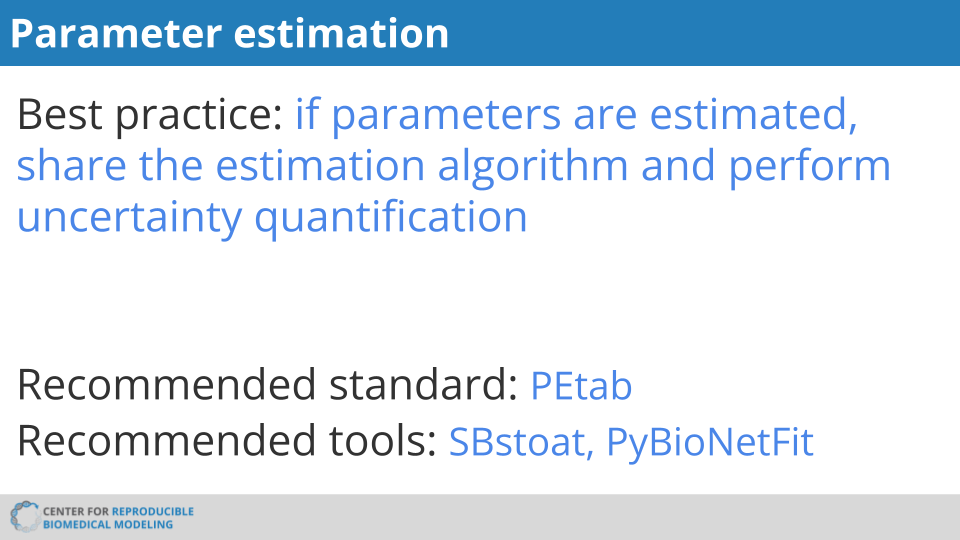 Parameter estimation
Best practice: if parameters are estimated,
share the estimation algorithm and perform
uncertainty quantification
Recommended standard: PEtab
Recommended tools: SBstoat, PyBioNetFit
CENTER FOR REPRODUCIBLE
BIOMEDICAL MODELING